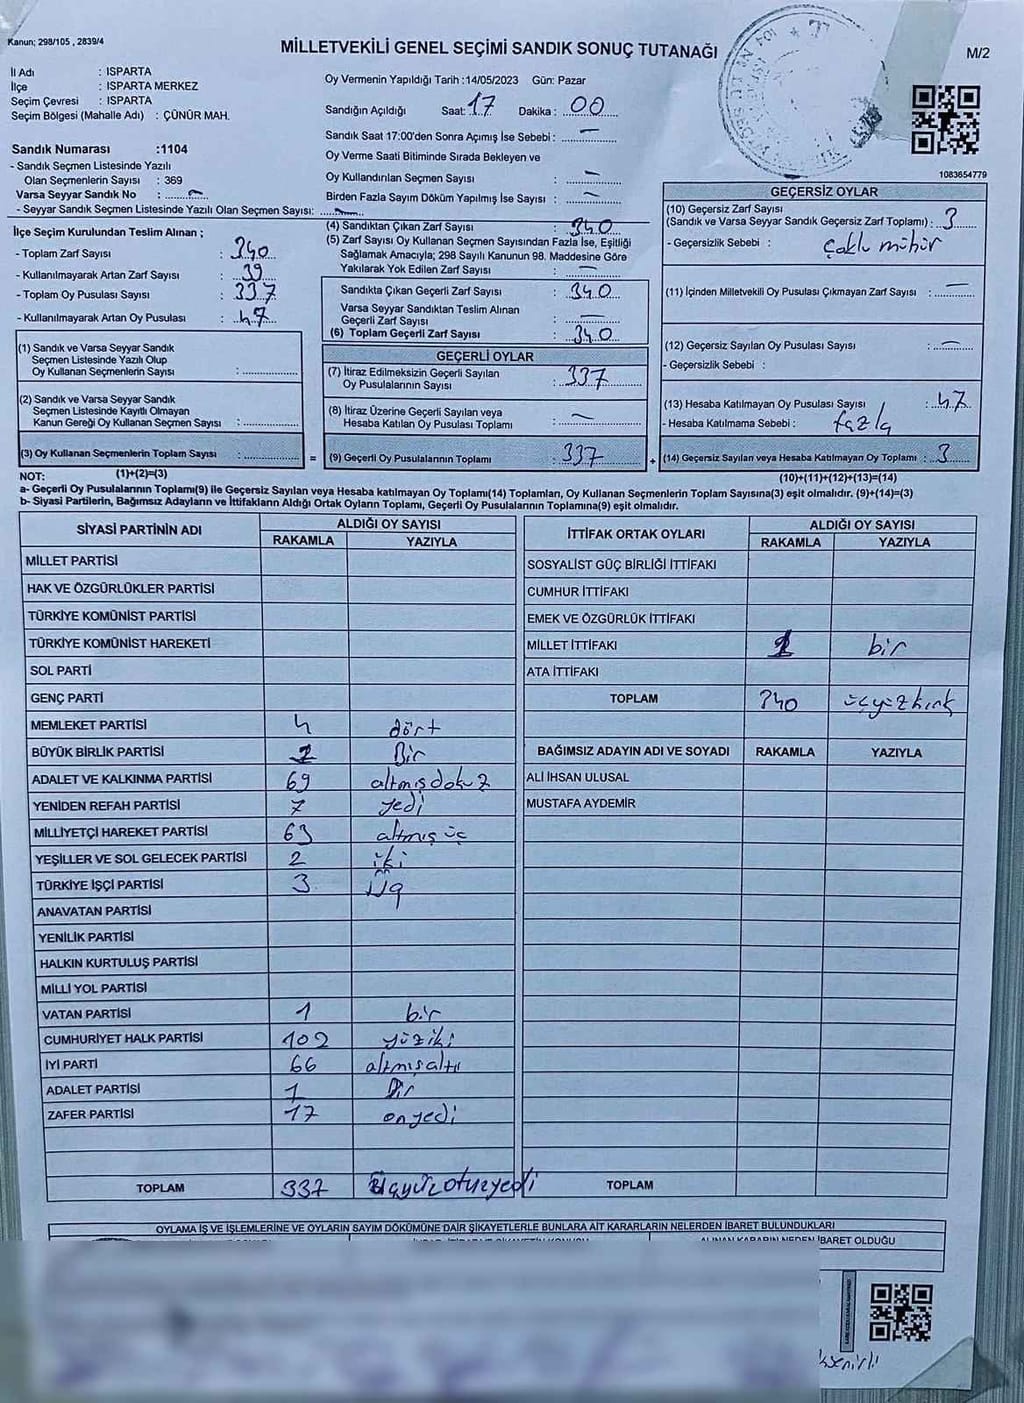 Kanun; 298/105 , 2839/4
MİLLETVEKİLİ GENEL SEÇİMİ SANDIK SONUÇ TUTANAĞI
M/2
İl Adı : ISPARTA
İlçe : ISPARTA MERKEZ
Seçim Çevresi : ISPARTA
Seçim Bölgesi (Mahalle Adı) : ÇÜNÜR MAH.
Sandık Numarası :1104
- Sandık Seçmen Listesinde Yazılı
Olan Seçmenlerin Sayısı : 369
Varsa Seyyar Sandık No :
- Seyyar Sandık Seçmen Listesinde Yazılı Olan Seçmen Sayısı:
Oy Vermenin Yapıldığı Tarih :14/05/2023 Gün: Pazar
Sandığın Açıldığı Saat: 17 Dakika : 00
Sandık Saat 17:00'den Sonra Açımış İse Sebebi : —
Oy Verme Saati Bitiminde Sırada Bekleyen ve
Oy Kullandırılan Seçmen Sayısı : —
Birden Fazla Sayım Döküm Yapılmış İse Sayısı : —
1083654779
İlçe Seçim Kurulundan Teslim Alınan ;
- Toplam Zarf Sayısı : 340
- Kullanılmayarak Artan Zarf Sayısı : 39
- Toplam Oy Pusulası Sayısı : 337
- Kullanılmayarak Artan Oy Pusulası : 47
(1) Sandık ve Varsa Seyyar Sandık
Seçmen Listesinde Yazılı Olup
Oy Kullanan Seçmenlerin Sayısı :
(2) Sandık ve Varsa Seyyar Sandık
Seçmen Listesinde Kayıtlı Olmayan
Kanun Gereği Oy Kullanan Seçmen Sayısı :
(3) Oy Kullanan Seçmenlerin Toplam Sayısı :
(1)+(2)=(3)
(4) Sandıktan Çıkan Zarf Sayısı : 340
(5) Zarf Sayısı Oy Kullanan Seçmen Sayısından Fazla İse, Eşitliği
Sağlamak Amacıyla; 298 Sayılı Kanunun 98. Maddesine Göre
Yakılarak Yok Edilen Zarf Sayısı : —
Sandıkta Çıkan Geçerli Zarf Sayısı : 340
Varsa Seyyar Sandıktan Teslim Alınan
Geçerli Zarf Sayısı : —
(6) Toplam Geçerli Zarf Sayısı : 340
GEÇERLİ OYLAR
(7) İtiraz Edilmeksizin Geçerli Sayılan
Oy Pusulalarının Sayısı : 337
(8) İtiraz Üzerine Geçerli Sayılan veya
Hesaba Katılan Oy Pusulaları Toplamı : —
= (9) Geçerli Oy Pusulalarının Toplamı : 337
GEÇERSİZ OYLAR
(10) Geçersiz Zarf Sayısı
(Sandık ve Varsa Seyyar Sandık Geçersiz Zarf Toplamı) : 3
- Geçersizlik Sebebi : Çoklu mühür
(11) İçinden Milletvekili Oy Pusulası Çıkmayan Zarf Sayısı : —
(12) Geçersiz Sayılan Oy Pusulası Sayısı : —
- Geçersizlik Sebebi :
(13) Hesaba Katılmayan Oy Pusulası Sayısı : 47
- Hesaba Katılmama Sebebi : fazla
+ (14) Geçersiz Sayılan veya Hesaba Katılmayan Oy Toplamı : 3
(10)+(11)+(12)+(13)=(14)
NOT:
a- Geçerli Oy Pusulalarının Toplamı(9) ile Geçersiz Sayılan veya Hesaba katılmayan Oy Toplamı(14) Toplamları, Oy Kullanan Seçmenlerin Toplam Sayısına(3) eşit olmalıdır. (9)+(14)=(3)
b- Siyasi Partilerin, Bağımsız Adayların ve İttifakların Aldığı Ortak Oyların Toplamı, Geçerli Oy Pusulalarının Toplamına(9) eşit olmalıdır.
SİYASİ PARTİNİN ADI ALDIĞI OY SAYISI
RAKAMLA YAZIYLA
MİLLET PARTİSİ
HAK VE ÖZGÜRLÜKLER PARTİSİ
TÜRKİYE KOMÜNİST PARTİSİ
TÜRKİYE KOMÜNİST HAREKETİ
SOL PARTİ
GENÇ PARTİ
MEMLEKET PARTİSİ 4 dört
BÜYÜK BİRLİK PARTİSİ 1 Bir
ADALET VE KALKINMA PARTİSİ 69 altmış dokuz
YENİDEN REFAH PARTİSİ 7 yedi
MİLLİYETÇİ HAREKET PARTİSİ 63 altmış üç
YEŞİLLER VE SOL GELECEK PARTİSİ 2 iki
TÜRKİYE İŞÇİ PARTİSİ 3 üç
ANAVATAN PARTİSİ
YENİLİK PARTİSİ
HALKIN KURTULUŞ PARTİSİ
MİLLİ YOL PARTİSİ
VATAN PARTİSİ 1 bir
CUMHURİYET HALK PARTİSİ 102 yüziki
İYİ PARTİ 66 altmışaltı
ADALET PARTİSİ 1 Bir
ZAFER PARTİSİ 17 onyedi
TOPLAM 337 üçyüzotuzyedi
İTTİFAK ORTAK OYLARI ALDIĞI OY SAYISI
RAKAMLA YAZIYLA
SOSYALİST GÜÇ BİRLİĞİ İTTİFAKI
CUMHUR İTTİFAKI
EMEK VE ÖZGÜRLÜK İTTİFAKI
MİLLET İTTİFAKI 1 bir
ATA İTTİFAKI
TOPLAM 340 üçyüzkırk
BAĞIMSIZ ADAYIN ADI VE SOYADI RAKAMLA YAZIYLA
ALİ İHSAN ULUSAL
MUSTAFA AYDEMİR
TOPLAM
OYLAMA İŞ VE İŞLEMLERİNE VE OYLARIN SAYIM DÖKÜMÜNE DAİR ŞİKAYETLERLE BUNLARA AİT KARARLARIN NELERDEN İBARET BULUNDUKLARI
ALINAN KARARIN NEDEN İBARET OLDUĞU